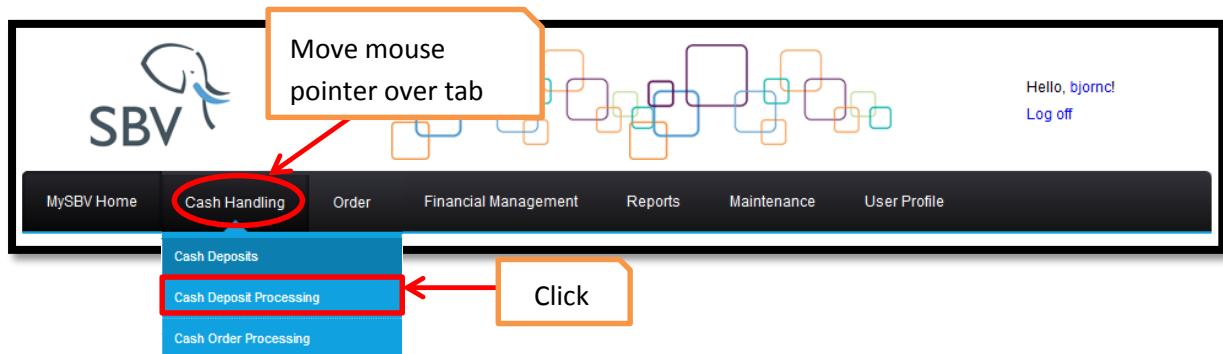 Move mouse
pointer over tab
SBV
Hello, bjornc!
Log off
MySBV Home Cash Handling Order Financial Management Reports Maintenance User Profile
Cash Deposits
Cash Deposit Processing
Click
Cash Order Processing